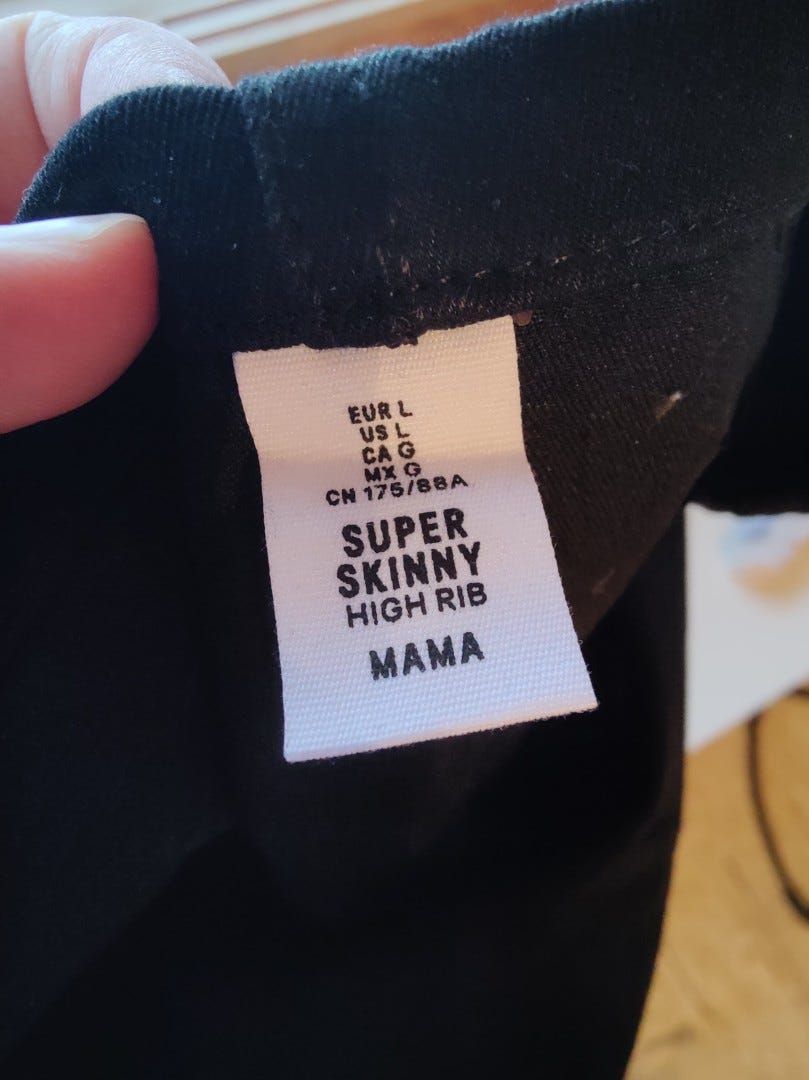 EUR L
US L
CA G
MX G
CN 175/88A
SUPER
SKINNY
HIGH RIB
MAMA